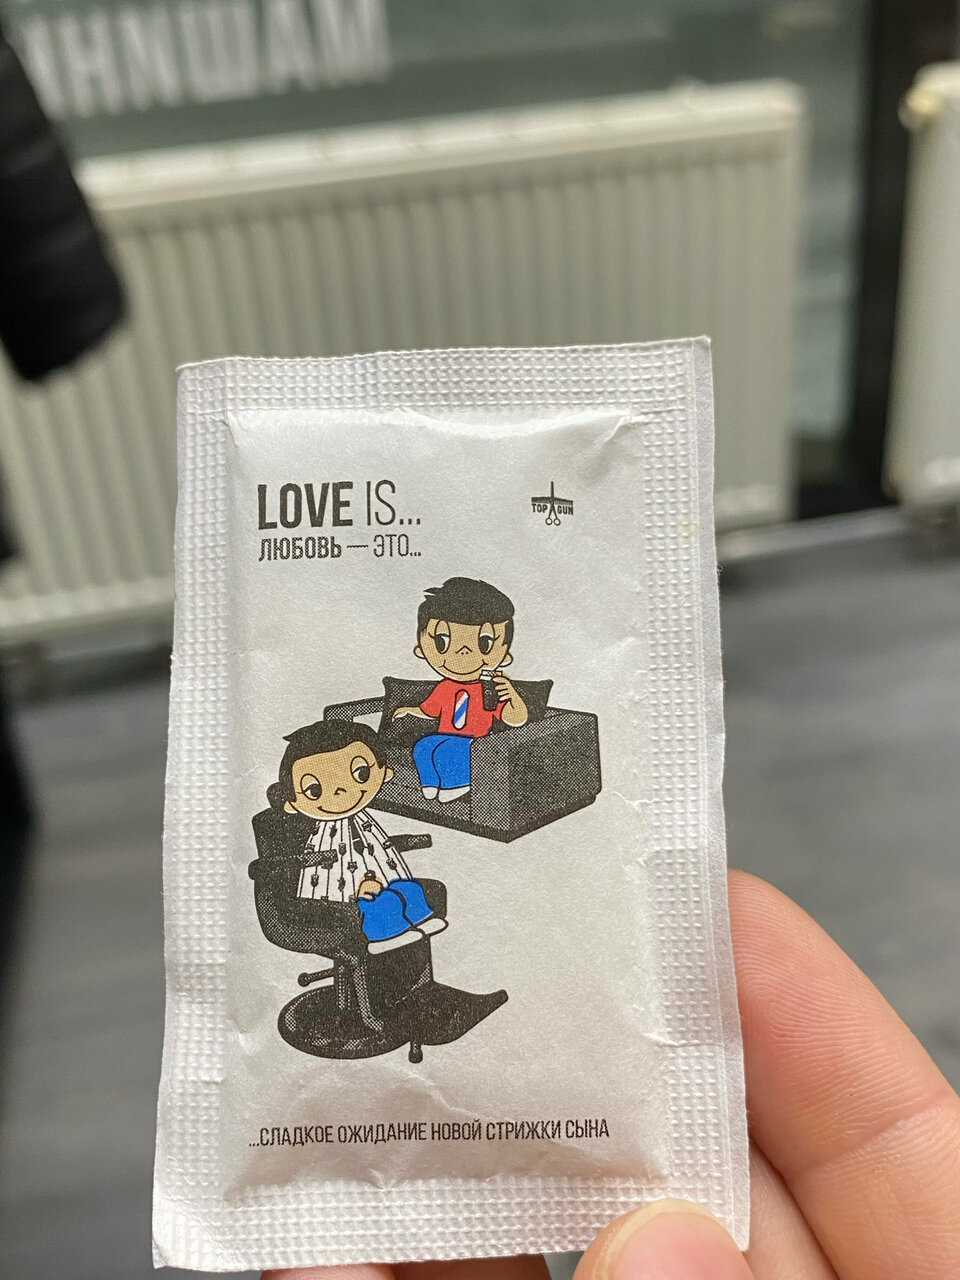 LOVE IS...
ЛЮБОВЬ — ЭТО...
TOP GUN
...СЛАДКОЕ ОЖИДАНИЕ НОВОЙ СТРИЖКИ СЫНА